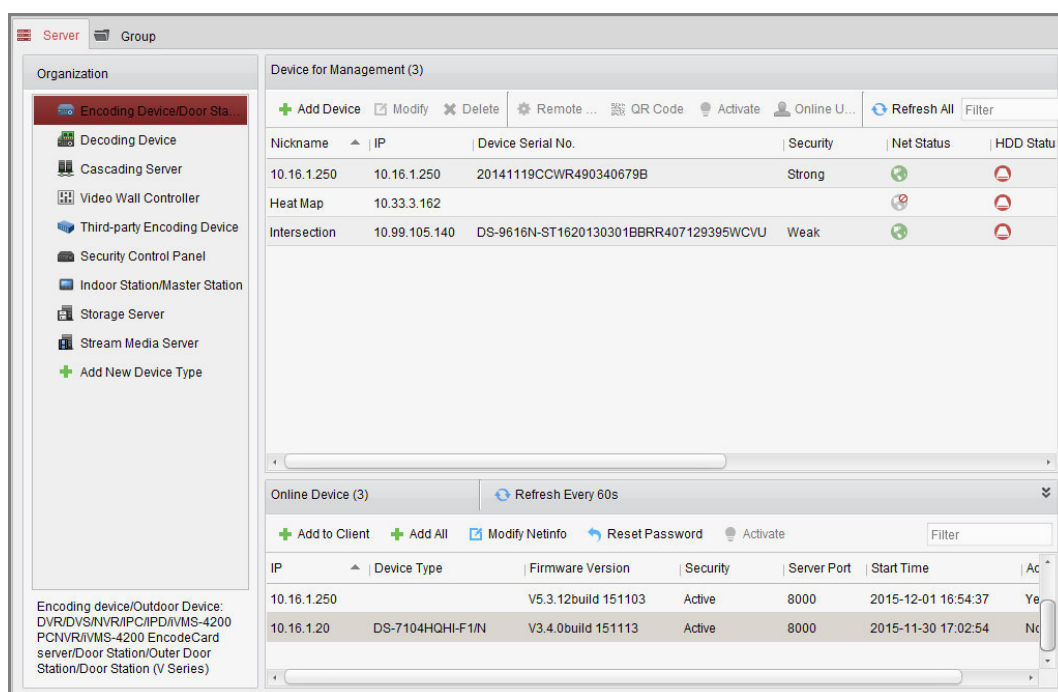 Server Group
Organization
Encoding Device/Door Sta...
Decoding Device
Cascading Server
Video Wall Controller
Third-party Encoding Device
Security Control Panel
Indoor Station/Master Station
Storage Server
Stream Media Server
Add New Device Type
Encoding device/Outdoor Device:
DVR/DVS/NVR/IPC/IPD/iVMS-4200
PCNVR/iVMS-4200 EncodeCard
server/Door Station/Outer Door
Station/Door Station (V Series)
Device for Management (3)
Add Device Modify Delete Remote ... QR Code Activate Online U... Refresh All Filter
Nickname IP Device Serial No. Security Net Status HDD Statu
10.16.1.250 10.16.1.250 20141119CCWR490340679B Strong
Heat Map 10.33.3.162
Intersection 10.99.105.140 DS-9616N-ST1620130301BBRR407129395WCVU Weak
Online Device (3) Refresh Every 60s
Add to Client Add All Modify Netinfo Reset Password Activate Filter
IP Device Type Firmware Version Security Server Port Start Time Ad
10.16.1.250 V5.3.12build 151103 Active 8000 2015-12-01 16:54:37 Ye
10.16.1.20 DS-7104HQHI-F1/N V3.4.0build 151113 Active 8000 2015-11-30 17:02:54 No